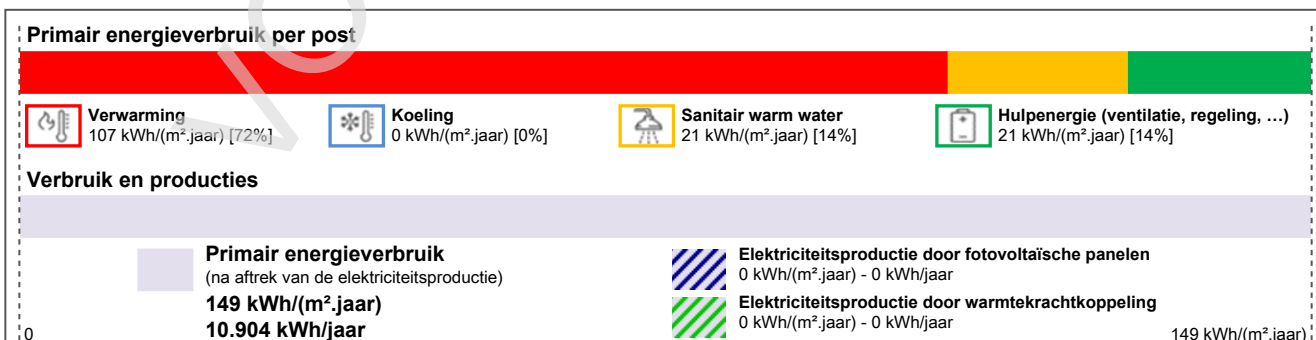 Primair energieverbruik per post
Verwarming
107 kWh/(m².jaar) [72%]
Koeling
0 kWh/(m².jaar) [0%]
Sanitair warm water
21 kWh/(m².jaar) [14%]
Hulpenergie (ventilatie, regeling, …)
21 kWh/(m².jaar) [14%]
Verbruik en producties
Primair energieverbruik
(na aftrek van de elektriciteitsproductie)
149 kWh/(m².jaar)
10.904 kWh/jaar
Elektriciteitsproductie door fotovoltaïsche panelen
0 kWh/(m².jaar) - 0 kWh/jaar
Elektriciteitsproductie door warmtekrachtkoppeling
0 kWh/(m².jaar) - 0 kWh/jaar
0
149 kWh/(m².jaar)